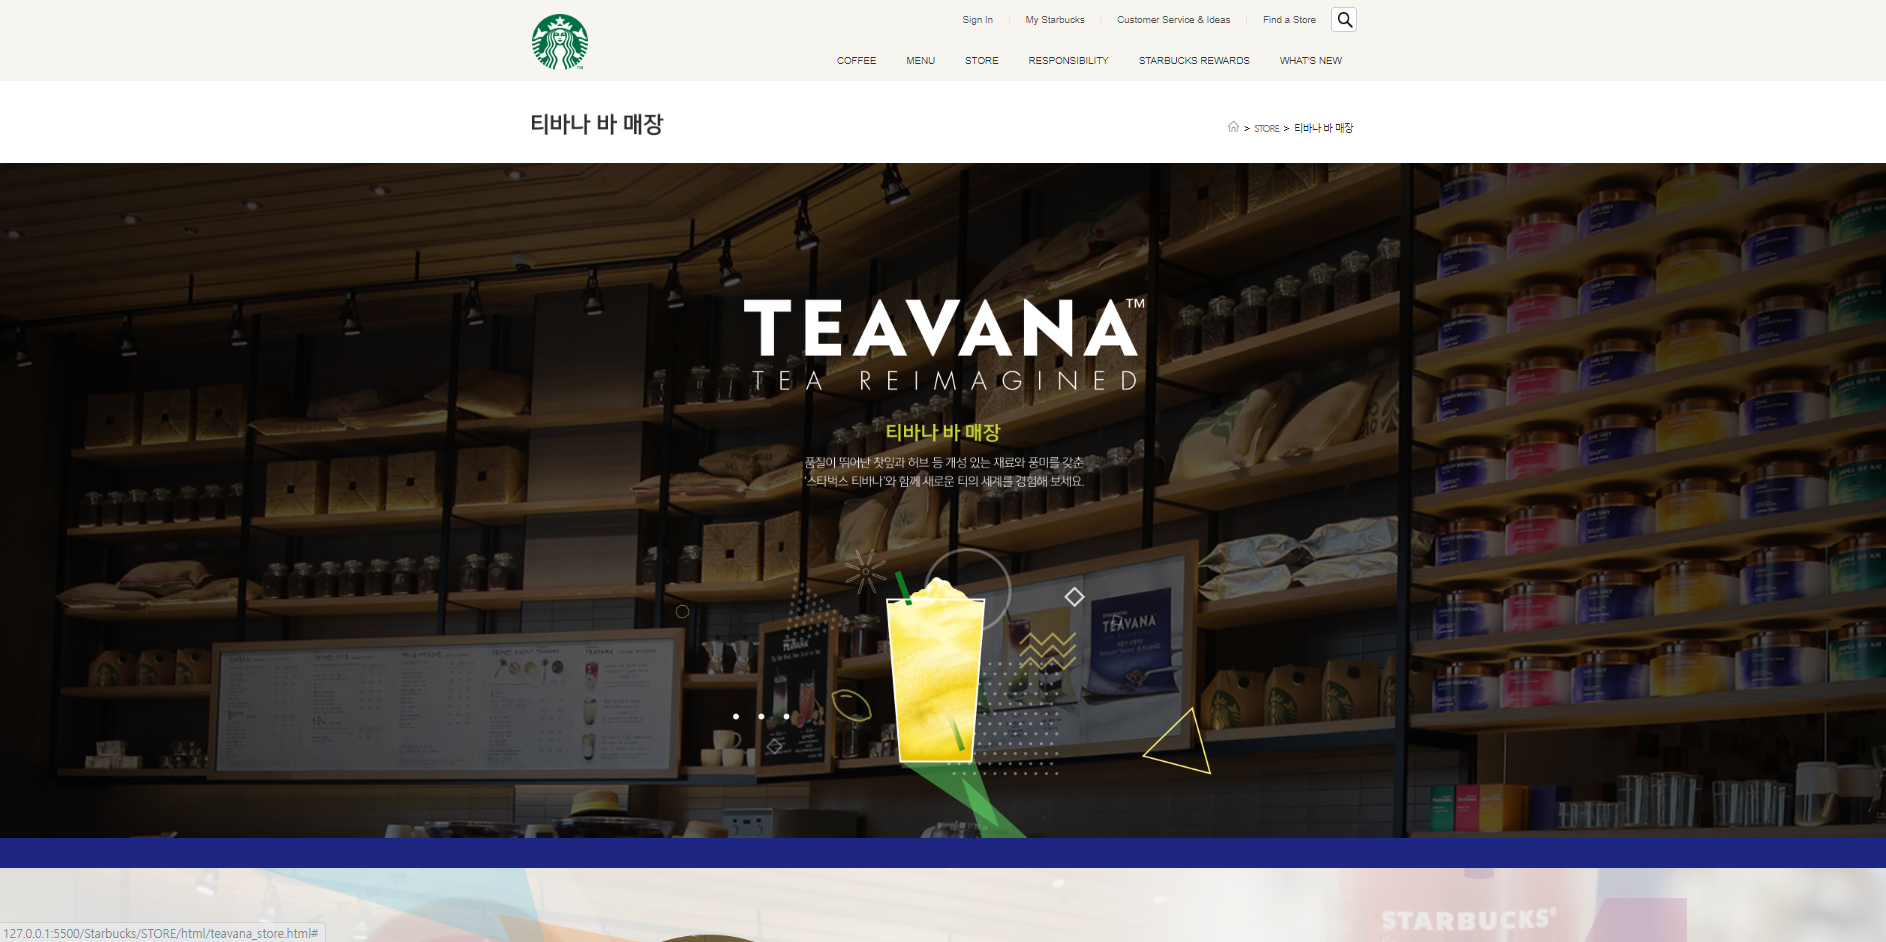 Sign In
My Starbucks
Customer Service & Ideas
Find a Store
COFFEE
MENU
STORE
RESPONSIBILITY
STARBUCKS REWARDS
WHAT'S NEW
티바나 바 매장
> STORE > 티바나 바 매장
TEAVANA™
TEA REIMAGINED
티바나 바 매장
품질이 뛰어난 찻잎과 허브 등 개성 있는 재료와 풍미를 갖춘
'스타벅스 티바나'와 함께 새로운 티의 세계를 경험해 보세요.
TEAVANA
STARBUCKS®
127.0.0.1:5500/Starbucks/STORE/html/teavana_store.html#